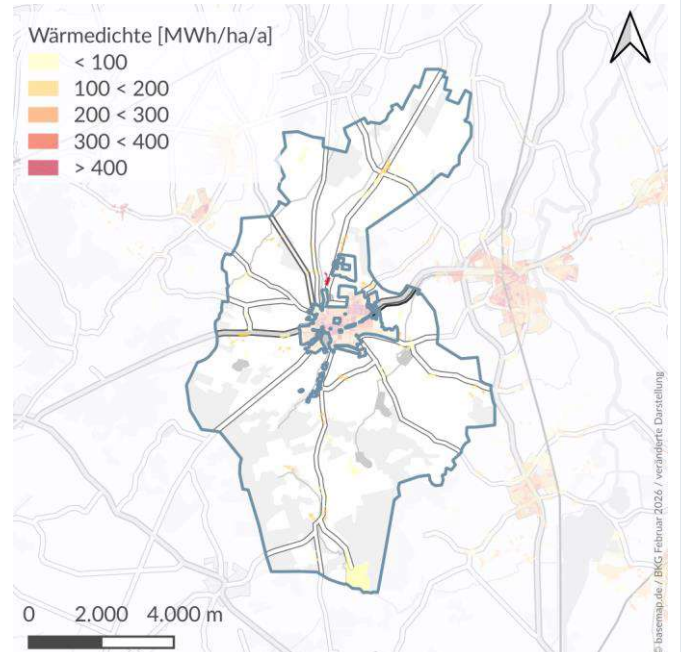 Wärmedichte [MWh/ha/a]
< 100
100 < 200
200 < 300
300 < 400
> 400
0 2.000 4.000 m
© basemap.de / BKG Februar 2026 / veränderte Darstellung